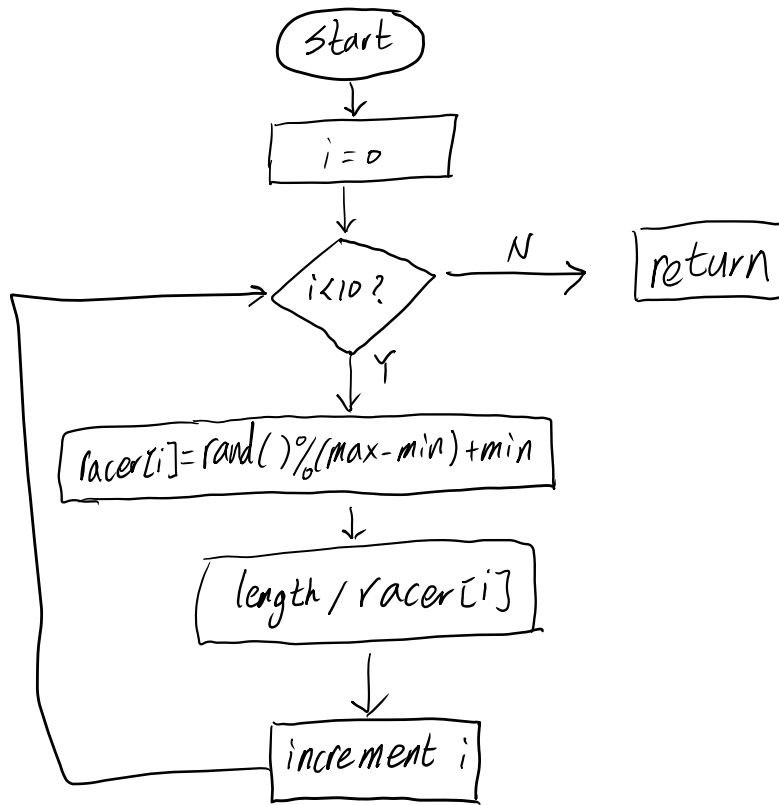 start
i = 0
i<10?
N
return
Y
racer[i]=rand()%(max-min)+min
length / racer[i]
increment i